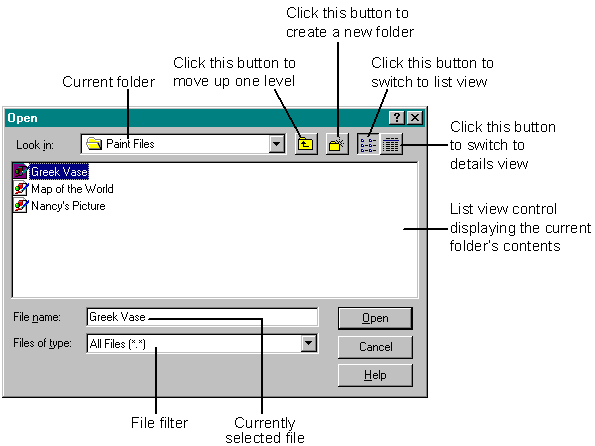 Click this button to
create a new folder
Click this button to
move up one level
Click this button to
switch to list view
Current folder
Click this button
to switch to
details view
Open
Look in:
Paint Files
Greek Vase
Map of the World
Nancy's Picture
List view control
displaying the current
folder's contents
File name:
Greek Vase
Open
Files of type:
All Files (*.*)
Cancel
Help
File filter
Currently
selected file